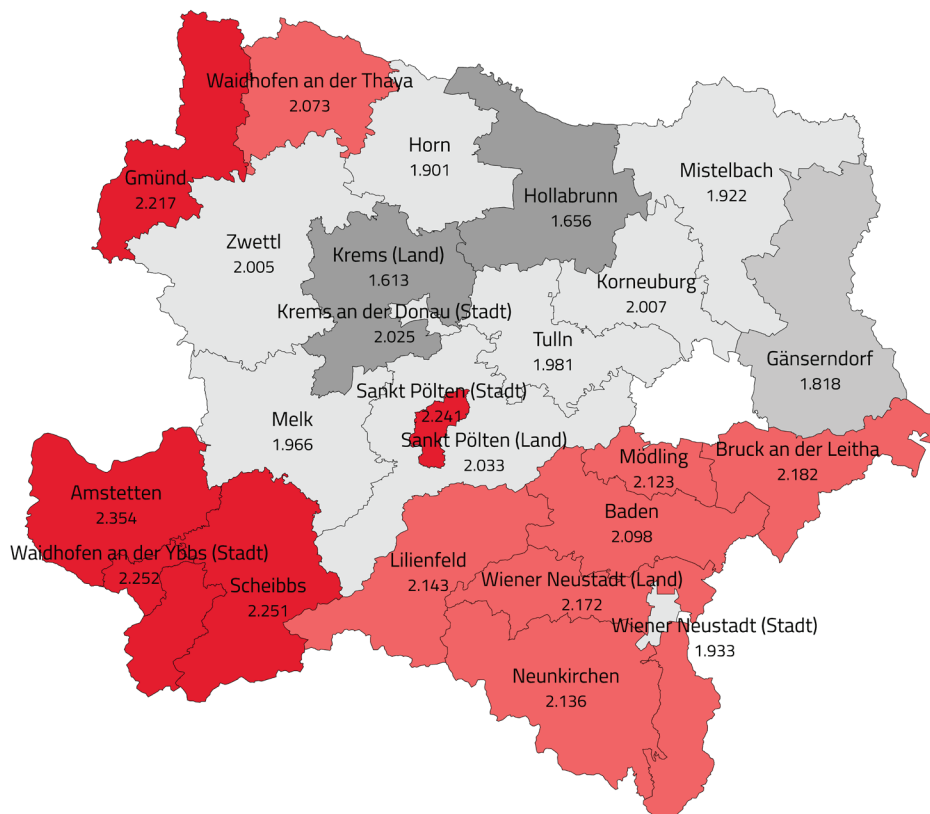 Waidhofen an der Thaya
2.073
Horn
1.901
Gmünd
2.217
Mistelbach
1.922
Hollabrunn
1.656
Zwettl
2.005
Krems (Land)
1.613
Korneuburg
2.007
Krems an der Donau (Stadt)
2.025
Tulln
1.981
Gänserndorf
1.818
Sankt Pölten (Stadt)
2.241
Melk
1.966
Sankt Pölten (Land)
2.033
Bruck an der Leitha
2.182
Mödling
2.123
Amstetten
2.354
Baden
2.098
Waidhofen an der Ybbs (Stadt)
2.252
Lilienfeld
2.143
Scheibbs
2.251
Wiener Neustadt (Land)
2.172
Wiener Neustadt (Stadt)
1.933
Neunkirchen
2.136